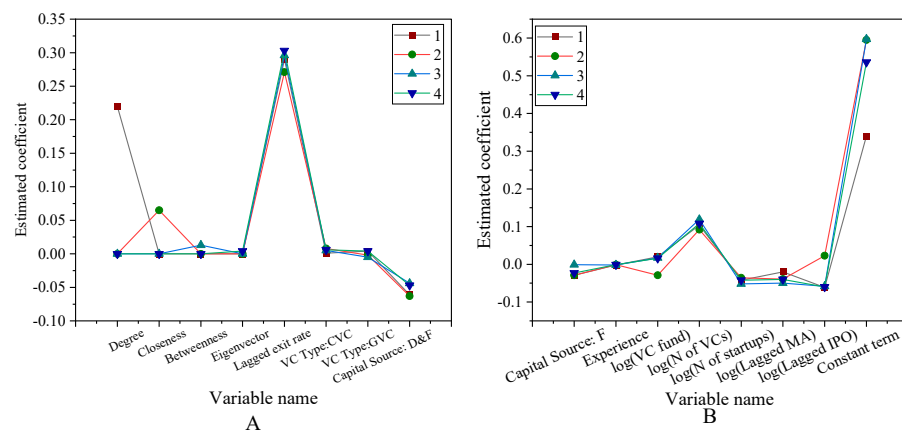 0.35
0.30
0.25
0.20
0.15
0.10
0.05
0.00
-0.05
-0.10
Estimated coefficient
1
2
3
4
Degree
Closeness
Betweenness
Eigenvector
Lagged exit rate
VC Type:CVC
VC Type:GVC
Capital Source: D&F
Variable name
A
0.6
0.5
0.4
0.3
0.2
0.1
0.0
-0.1
Estimated coefficient
1
2
3
4
Capital Source: F
Experience
log(VC fund)
log(N of VCs)
log(N of startups)
log(Lagged MA)
log(Lagged IPO)
Constant term
Variable name
B